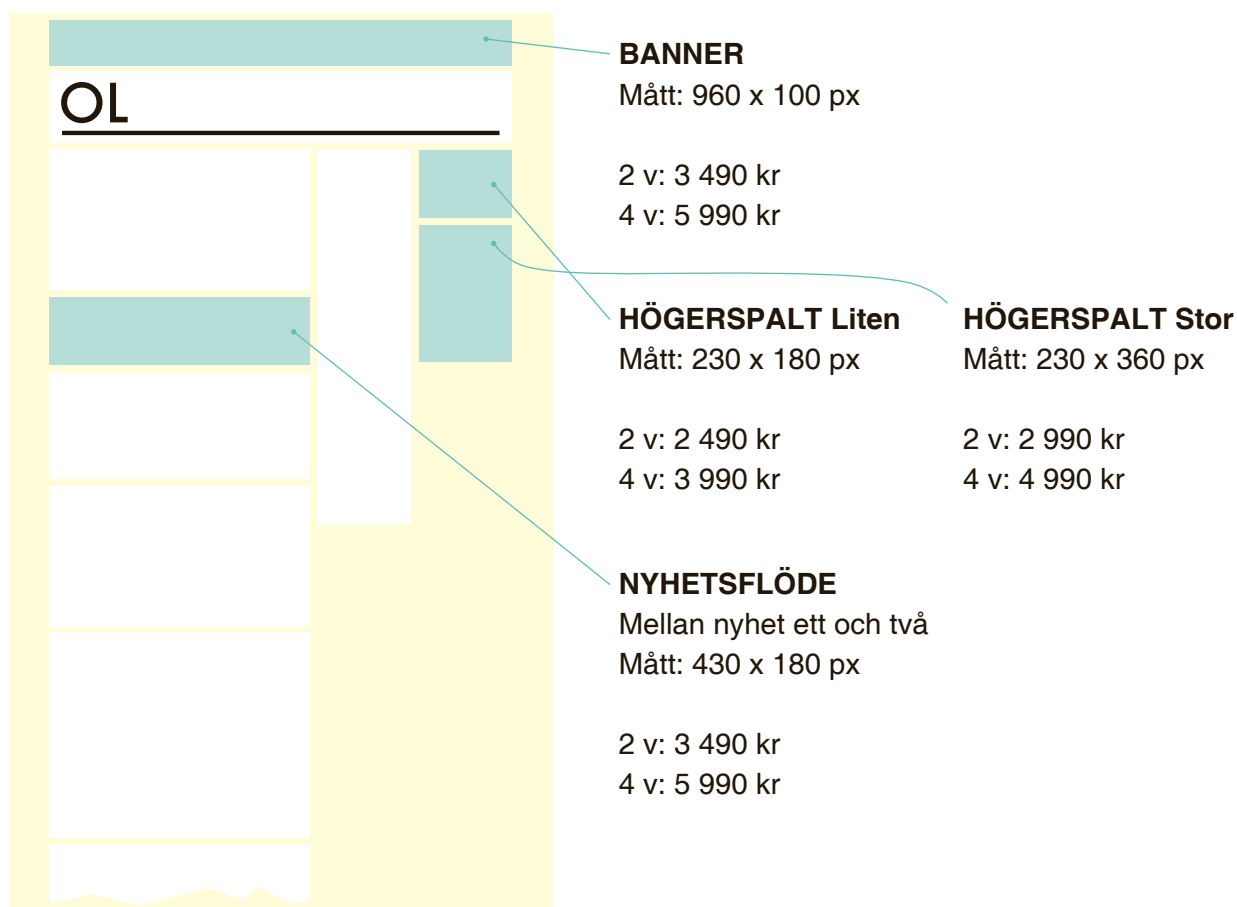 OL
BANNER
Mått: 960 x 100 px
2 v: 3 490 kr
4 v: 5 990 kr
HÖGERSPALT Liten
Mått: 230 x 180 px
2 v: 2 490 kr
4 v: 3 990 kr
HÖGERSPALT Stor
Mått: 230 x 360 px
2 v: 2 990 kr
4 v: 4 990 kr
NYHETSFLÖDE
Mellan nyhet ett och två
Mått: 430 x 180 px
2 v: 3 490 kr
4 v: 5 990 kr